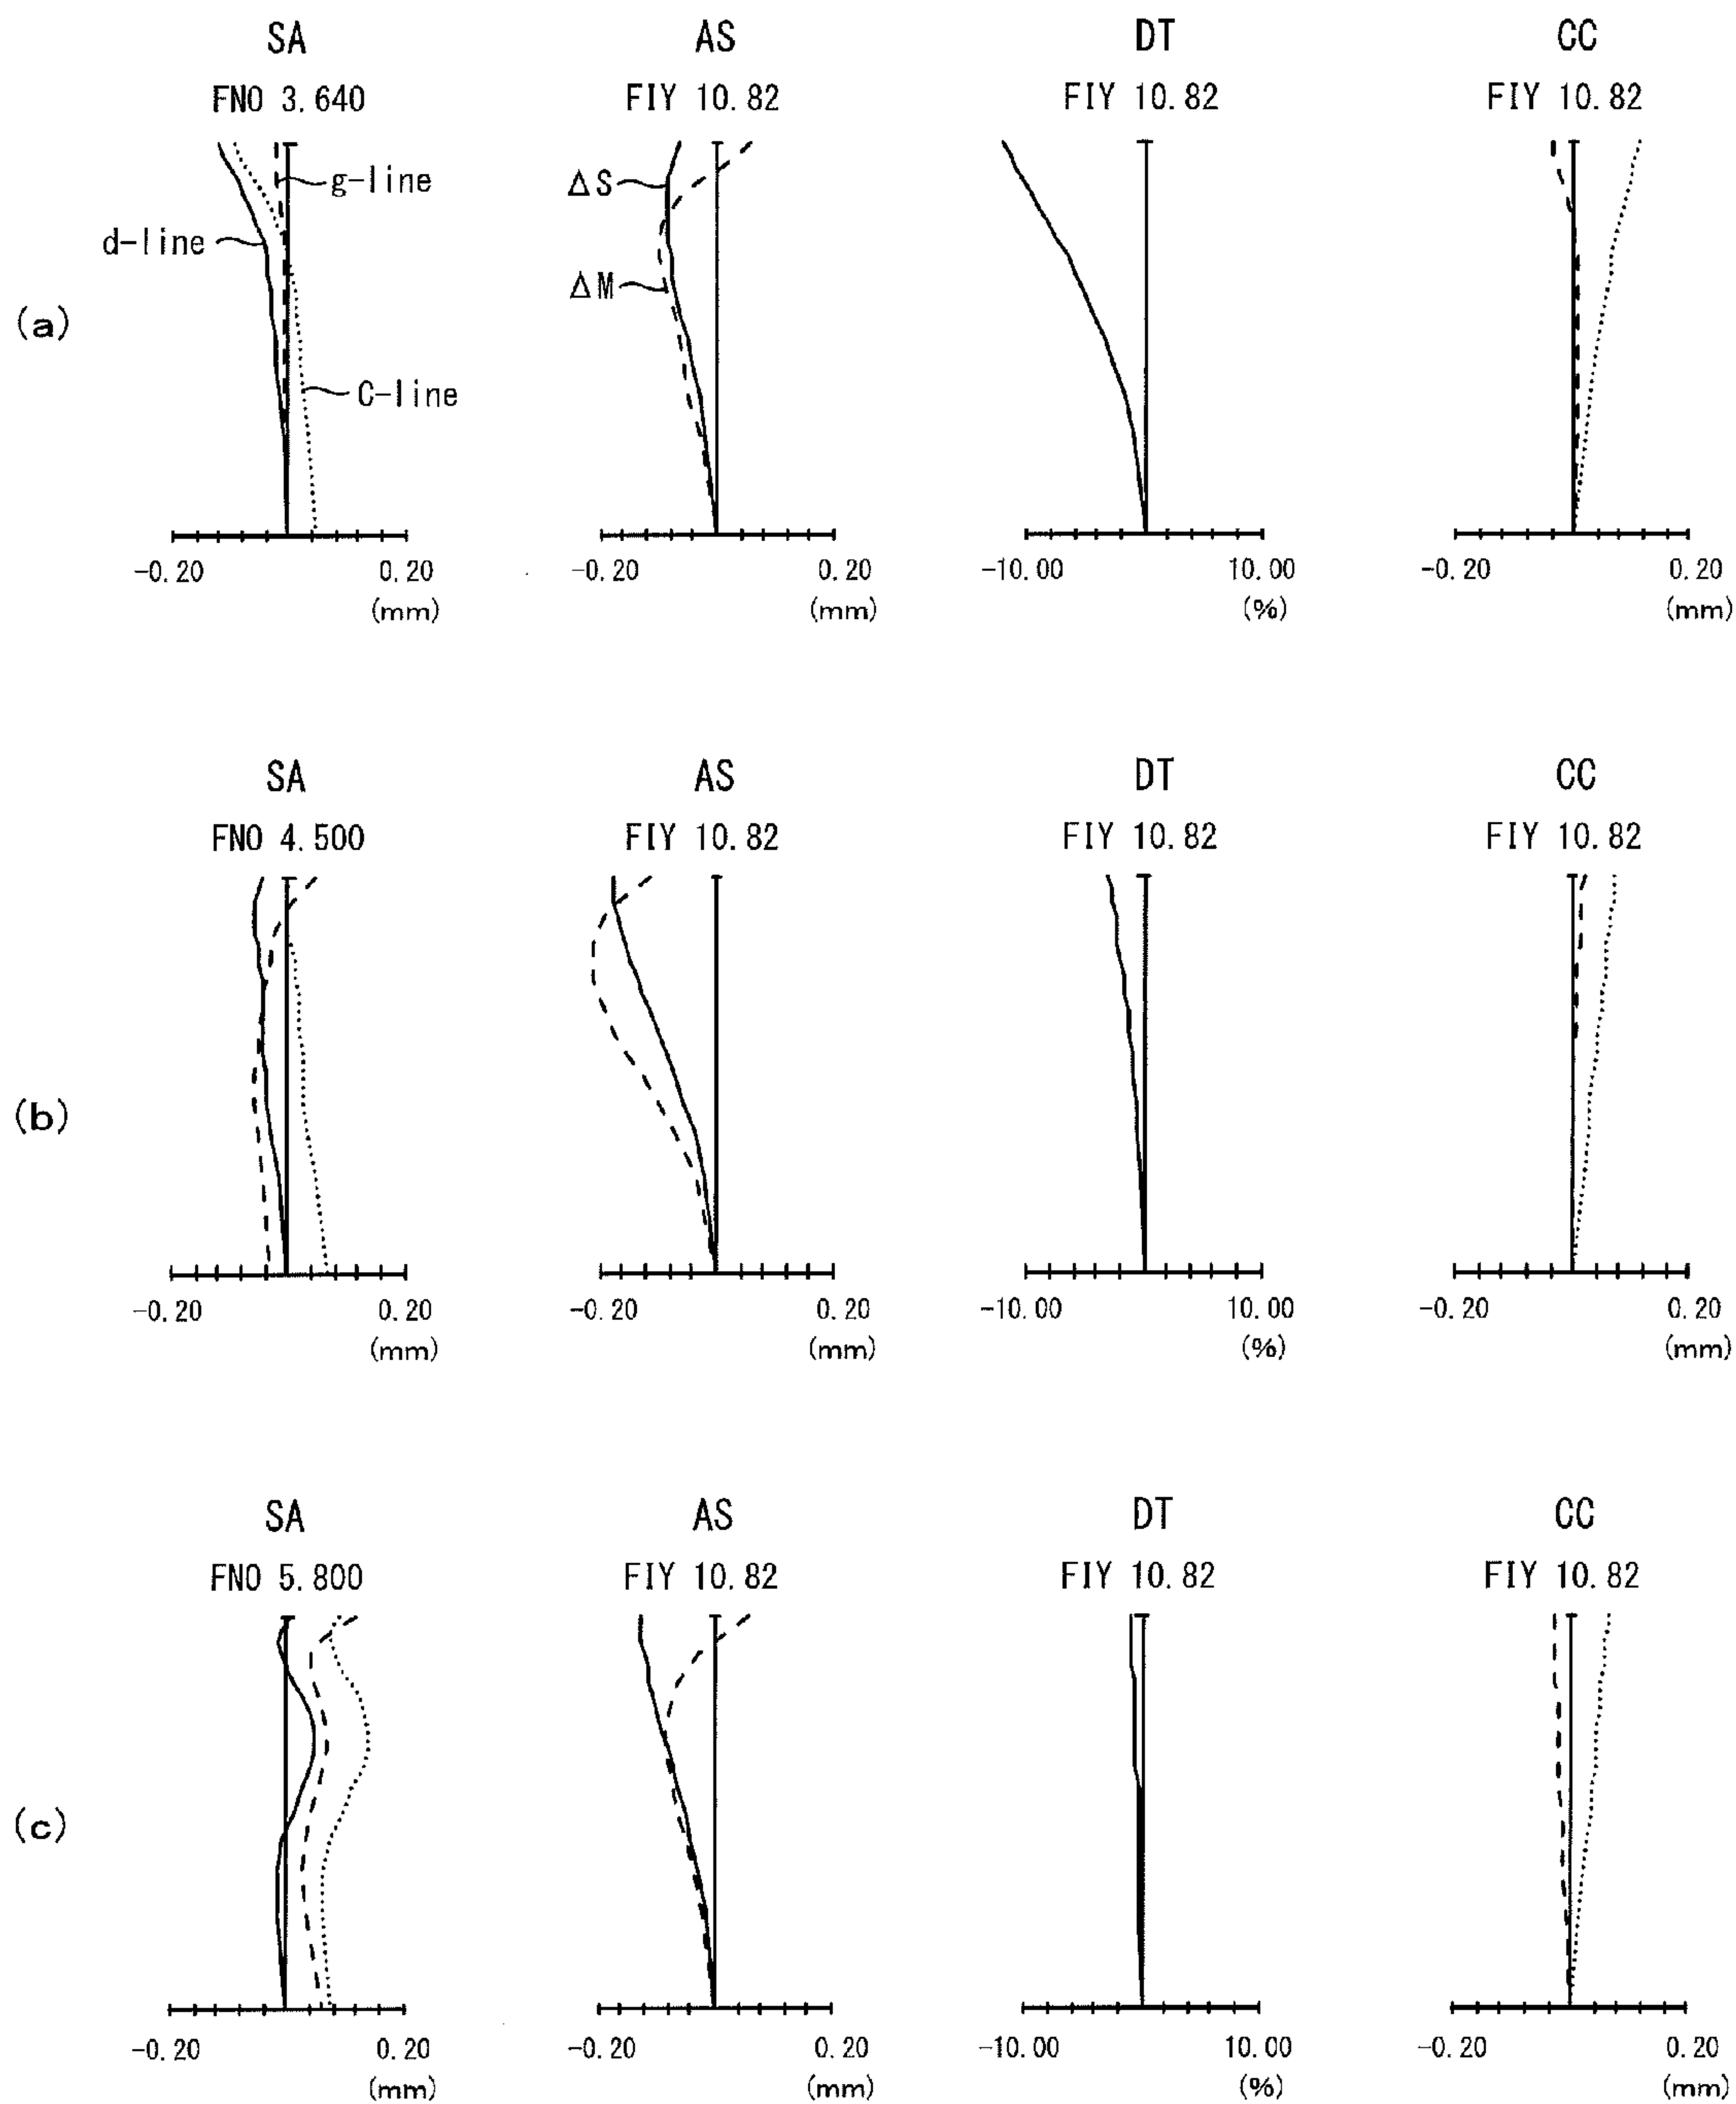 SA AS DT CC
FNO 3.640 FIY 10.82 FIY 10.82 FIY 10.82
g-line
ΔS
d-line
ΔM
(a)
C-line
-0.20 0.20 -0.20 0.20 -10.00 10.00 -0.20 0.20
(mm) (mm) (%) (mm)
SA AS DT CC
FNO 4.500 FIY 10.82 FIY 10.82 FIY 10.82
(b)
-0.20 0.20 -0.20 0.20 -10.00 10.00 -0.20 0.20
(mm) (mm) (%) (mm)
SA AS DT CC
FNO 5.800 FIY 10.82 FIY 10.82 FIY 10.82
(c)
-0.20 0.20 -0.20 0.20 -10.00 10.00 -0.20 0.20
(mm) (mm) (%) (mm)